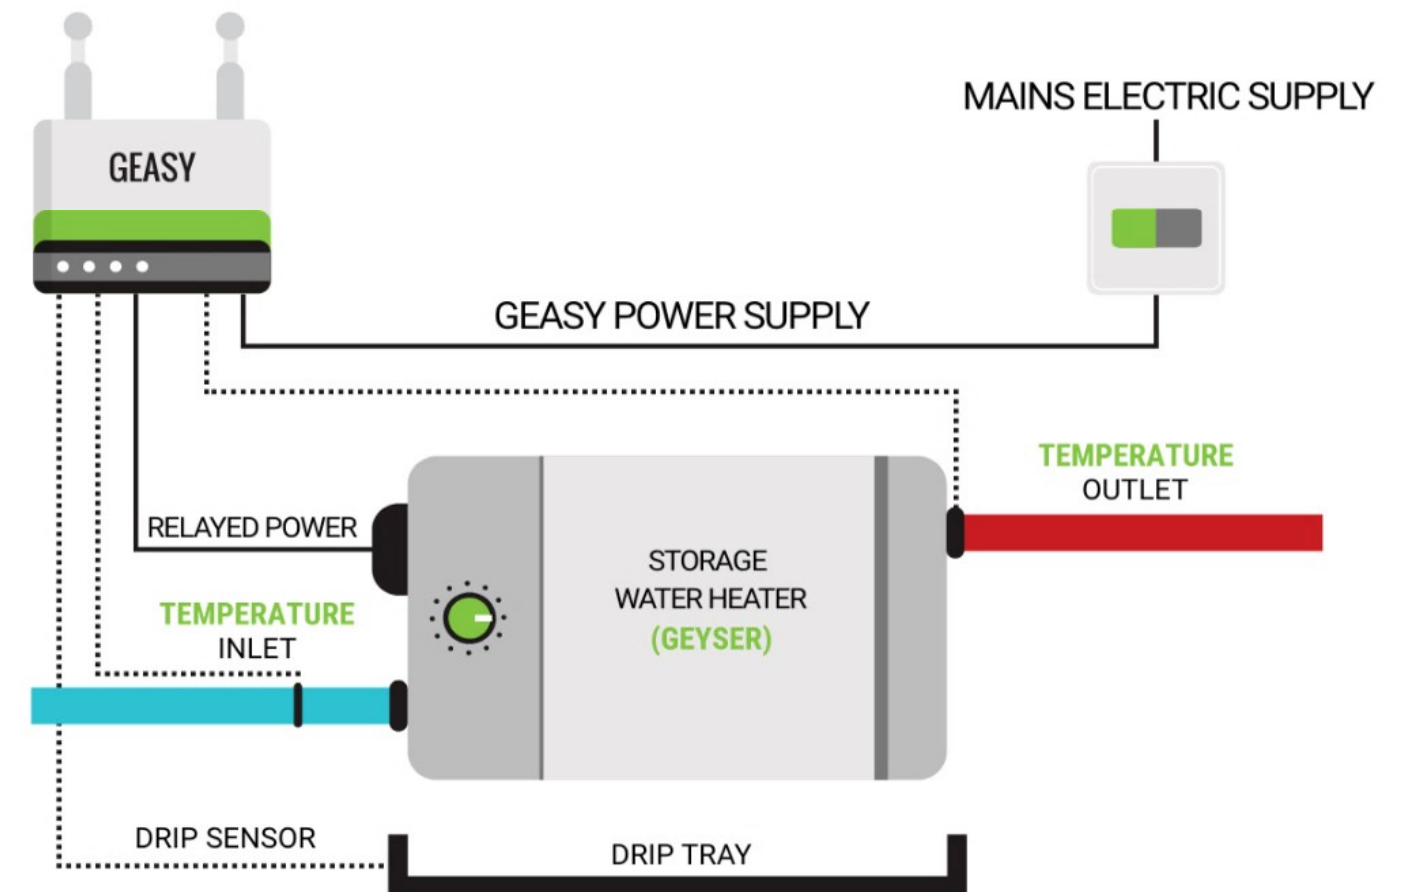 GEASY
MAINS ELECTRIC SUPPLY
GEASY POWER SUPPLY
TEMPERATURE
OUTLET
RELAYED POWER
STORAGE
WATER HEATER
(GEYSER)
TEMPERATURE
INLET
DRIP SENSOR
DRIP TRAY